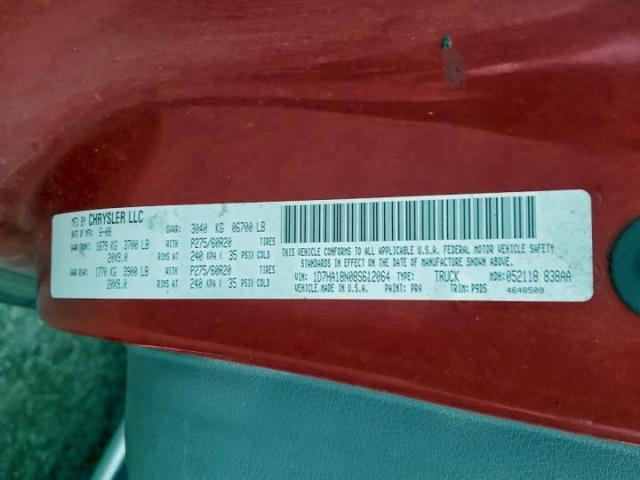 MFD BY CHRYSLER LLC
DATE OF MFR: 5-08 GVWR: 3040 KG 06700 LB
GAWR FRONT: 1679 KG 3700 LB WITH P275/60R20 TIRES
20X9.0 RIMS AT 240 KPA ( 35 PSI) COLD
GAWR REAR: 1770 KG 3900 LB WITH P275/60R20 TIRES
20X9.0 RIMS AT 240 KPA ( 35 PSI) COLD
THIS VEHICLE CONFORMS TO ALL APPLICABLE U.S.A. FEDERAL MOTOR VEHICLE SAFETY
STANDARDS IN EFFECT ON THE DATE OF MANUFACTURE SHOWN ABOVE.
VIN: 1D7HA18N08S612064 TYPE: TRUCK MDH: 052118 838AA
VEHICLE MADE IN U.S.A. PAINT: PR4 TRIM: P9D5 4648509